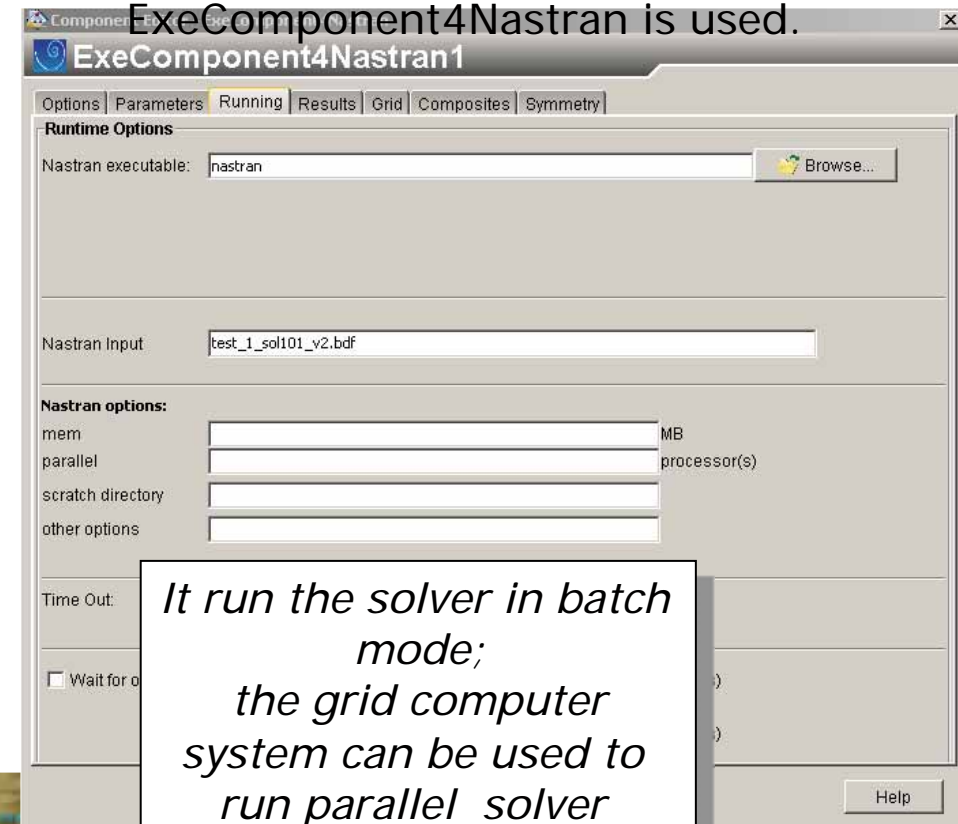 ExeComponent4Nastran is used.
ExeComponent4Nastran1
Options Parameters Running Results Grid Composites Symmetry
Runtime Options
Nastran executable: nastran Browse...
Nastran Input test_1_sol101_v2.bdf
Nastran options:
mem MB
parallel processor(s)
scratch directory
other options
Time Out:
Wait for o
)
)
It run the solver in batch
mode;
the grid computer
system can be used to
run parallel solver
Help